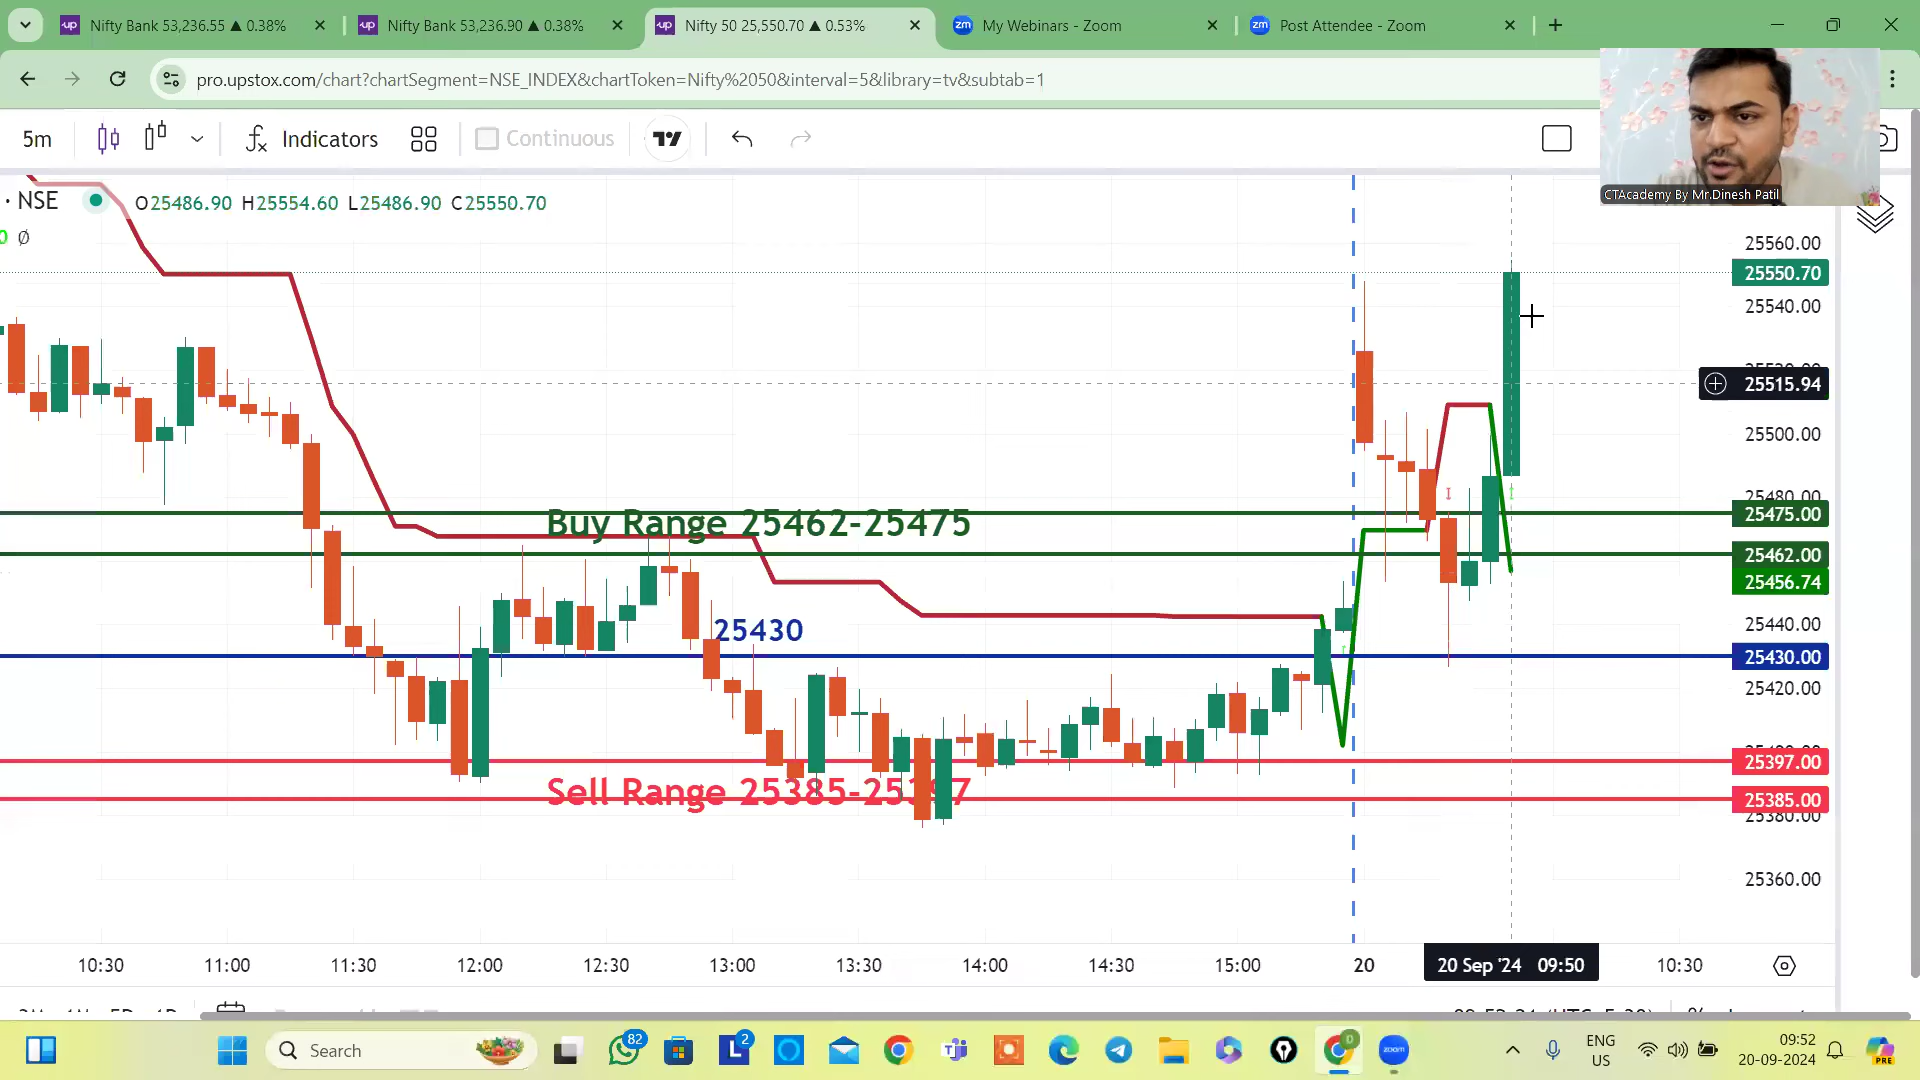 Nifty Bank 53,236.55 ▲ 0.38%
Nifty Bank 53,236.90 ▲ 0.38%
Nifty 50 25,550.70 ▲ 0.53%
My Webinars - Zoom
Post Attendee - Zoom
pro.upstox.com/chart?chartSegment=NSE_INDEX&chartToken=Nifty%2050&interval=5&library=tv&subtab=1
5m
Indicators
Continuous
CTAcademy By Mr.Dinesh Patil
· NSE
O25486.90 H25554.60 L25486.90 C25550.70
0 Ø
25560.00
25550.70
25540.00
25515.94
25500.00
25480.00
25475.00
Buy Range 25462-25475
25462.00
25456.74
25440.00
25430
25430.00
25420.00
25397.00
Sell Range 25385-25397
25385.00
25380.00
25360.00
10:30
11:00
11:30
12:00
12:30
13:00
13:30
14:00
14:30
15:00
20
20 Sep '24 09:50
10:30
Search
82
2
zoom
D
ENG
US
09:52
20-09-2024
PRE